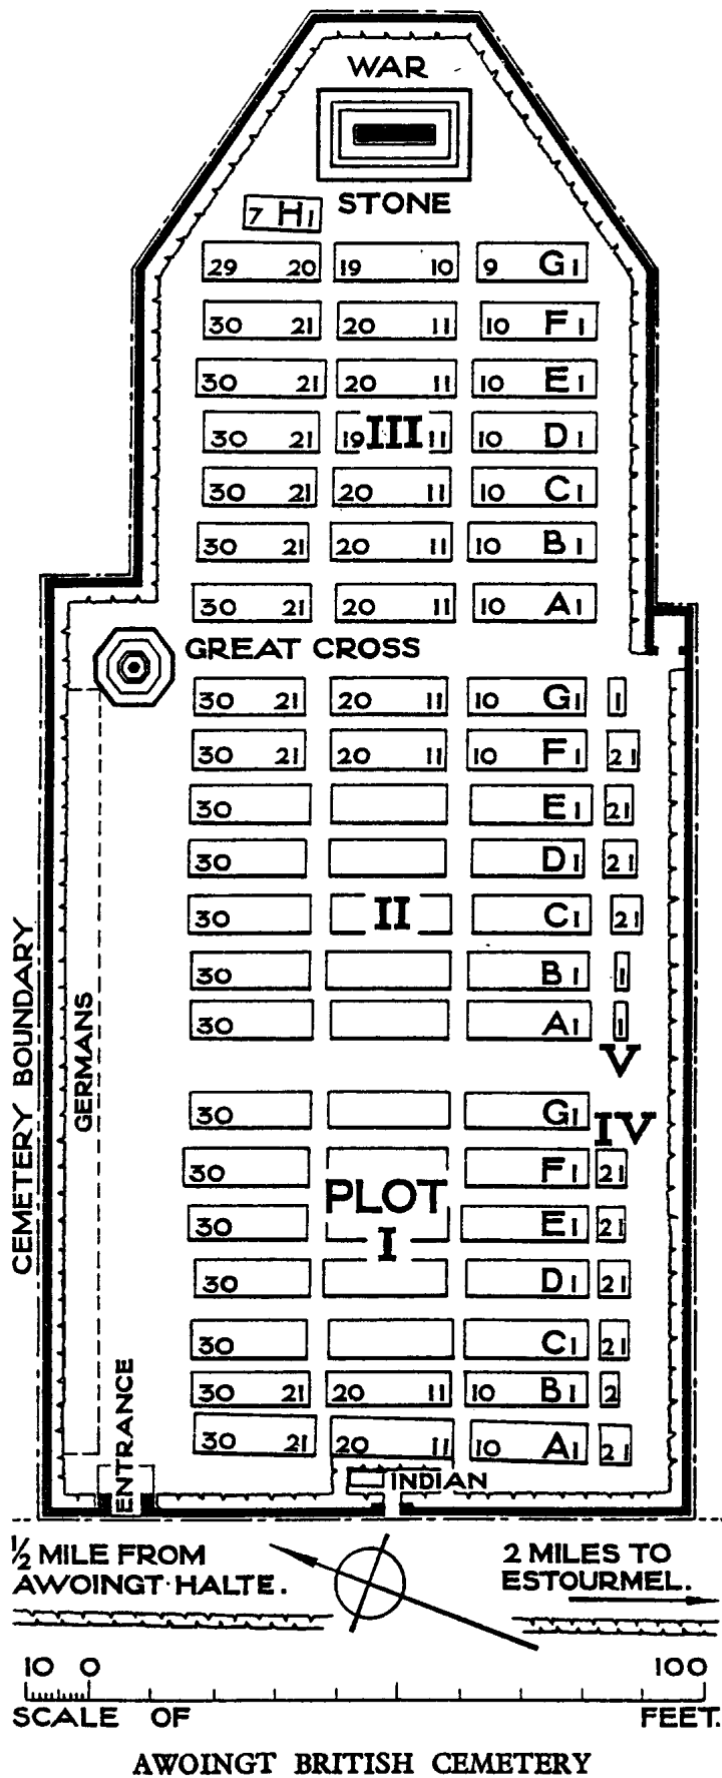 WAR
STONE
7 H1
29 20 19 10 9 G1
30 21 20 11 10 F1
30 21 20 11 10 E1
30 21 19 III 11 10 D1
30 21 20 11 10 C1
30 21 20 11 10 B1
30 21 20 11 10 A1
GREAT CROSS
30 21 20 11 10 G1 1
30 21 20 11 10 F1 21
30 E1 21
30 D1 21
30 II C1 21
30 B1 1
30 A1 1
V
30 G1
IV
30 F1 21
PLOT
I
30 E1 21
30 D1 21
30 C1 21
30 21 20 11 10 B1 2
30 21 20 11 10 A1 21
CEMETERY BOUNDARY
GERMANS
ENTRANCE
INDIAN
½ MILE FROM
AWOINGT·HALTE.
2 MILES TO
ESTOURMEL.
10 0 100
SCALE OF FEET.
AWOINGT BRITISH CEMETERY